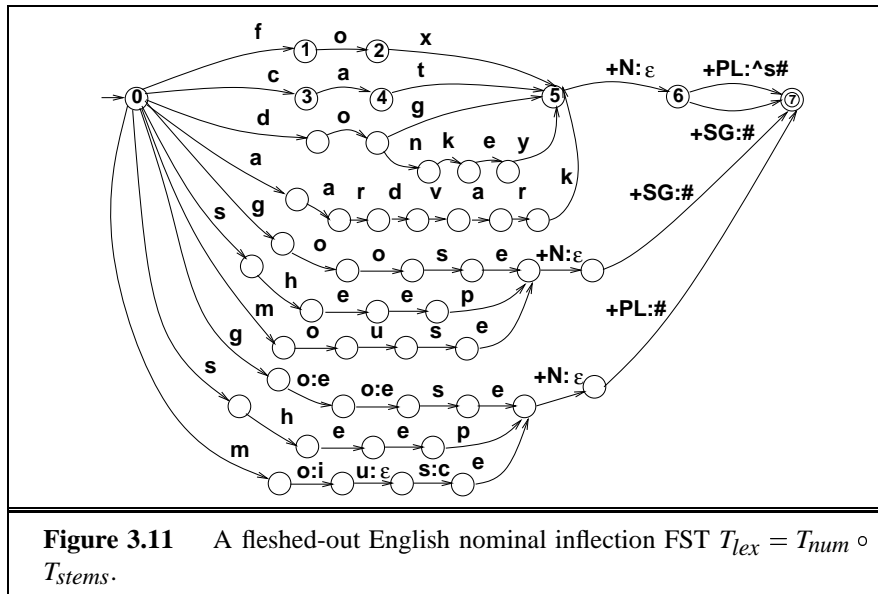 f o x
c a t
+N:ε +PL:^s#
0 1 2 3 4 5 6 7
d o g
+SG:#
n k e y
a a r d v a r k
+SG:#
g o o s e +N:ε
s h e e p
m o u s e
+PL:#
g o:e o:e s e +N:ε
s h e e p
m o:i u:ε s:c e
Figure 3.11 A fleshed-out English nominal inflection FST T_lex = T_num ∘
T_stems.